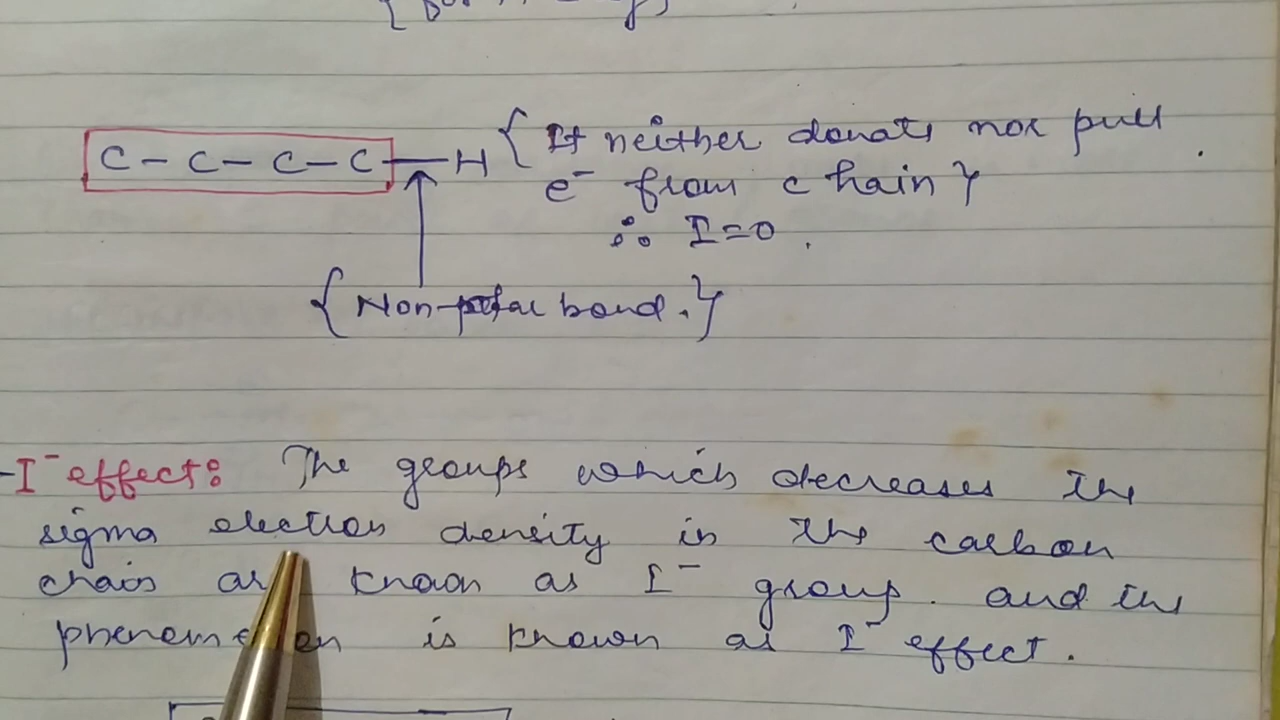 C - C - C - C — H { It neither donats nor pull
e⁻ from chain }
∴ I = 0 .
{ Non-polar bond. }
- I⁻ effect: The groups which decreases the
sigma electron density in the carbon
chain are known as I⁻ group. and the
phenomenon is known as I⁻ effect.